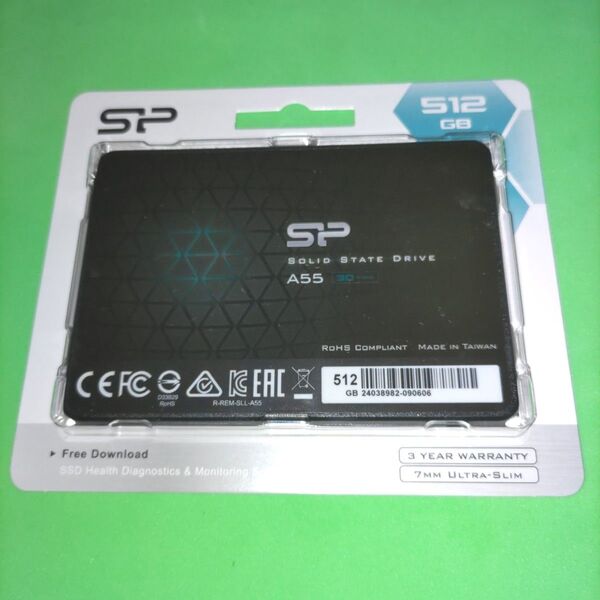 SP
512
GB
SP
SOLID STATE DRIVE
A55
ROHS COMPLIANT MADE IN TAIWAN
CE FC EAC
D33B29
RoHS
R-REM-SLL-A55
512
GB 24038982-090606
Free Download
SSD Health Diagnostics & Monitoring
3 YEAR WARRANTY
7MM ULTRA-SLIM